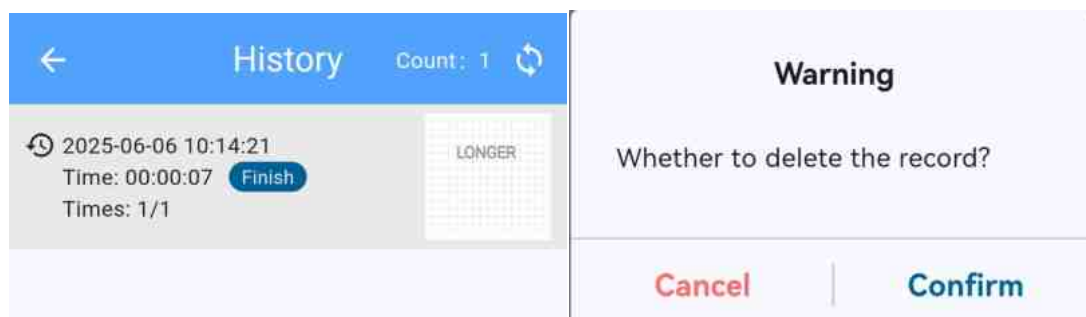 History
Count: 1
2025-06-06 10:14:21
Time: 00:00:07 Finish
Times: 1/1
LONGER
Warning
Whether to delete the record?
Cancel
Confirm